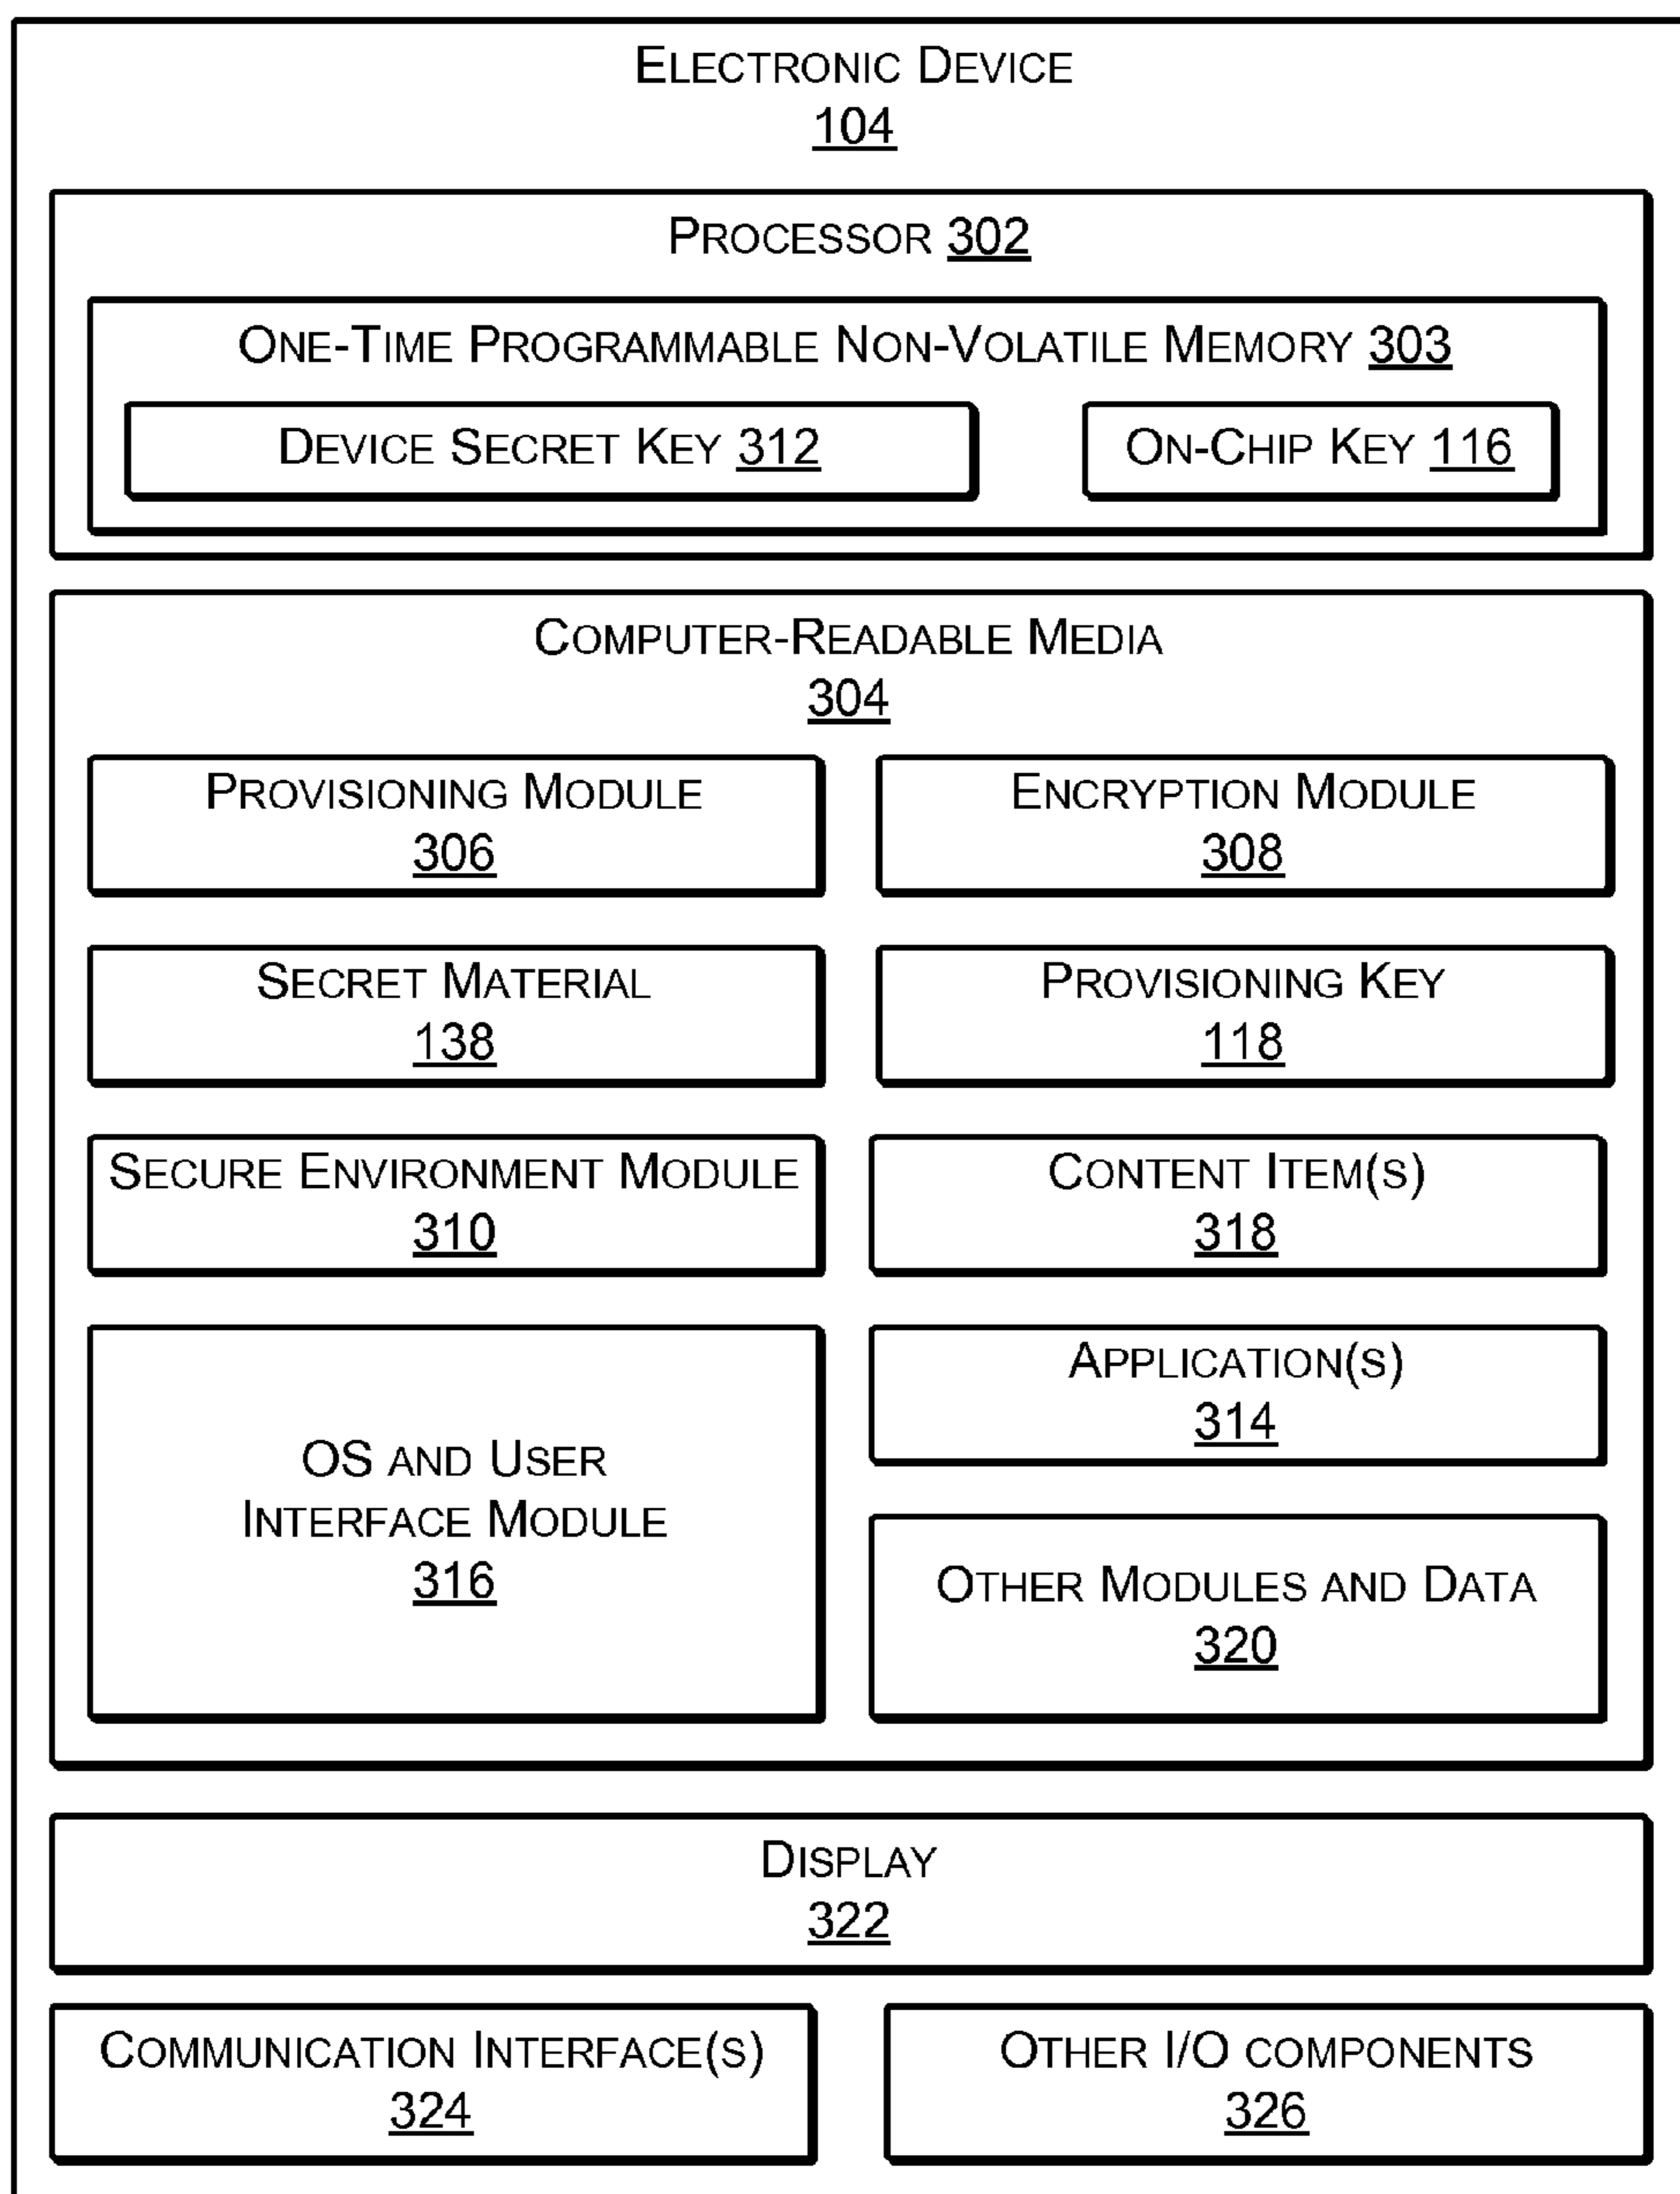 ELECTRONIC DEVICE
104
PROCESSOR 302
ONE-TIME PROGRAMMABLE NON-VOLATILE MEMORY 303
DEVICE SECRET KEY 312
ON-CHIP KEY 116
COMPUTER-READABLE MEDIA
304
PROVISIONING MODULE
306
ENCRYPTION MODULE
308
SECRET MATERIAL
138
PROVISIONING KEY
118
SECURE ENVIRONMENT MODULE
310
CONTENT ITEM(S)
318
OS AND USER
INTERFACE MODULE
316
APPLICATION(S)
314
OTHER MODULES AND DATA
320
DISPLAY
322
COMMUNICATION INTERFACE(S)
324
OTHER I/O COMPONENTS
326